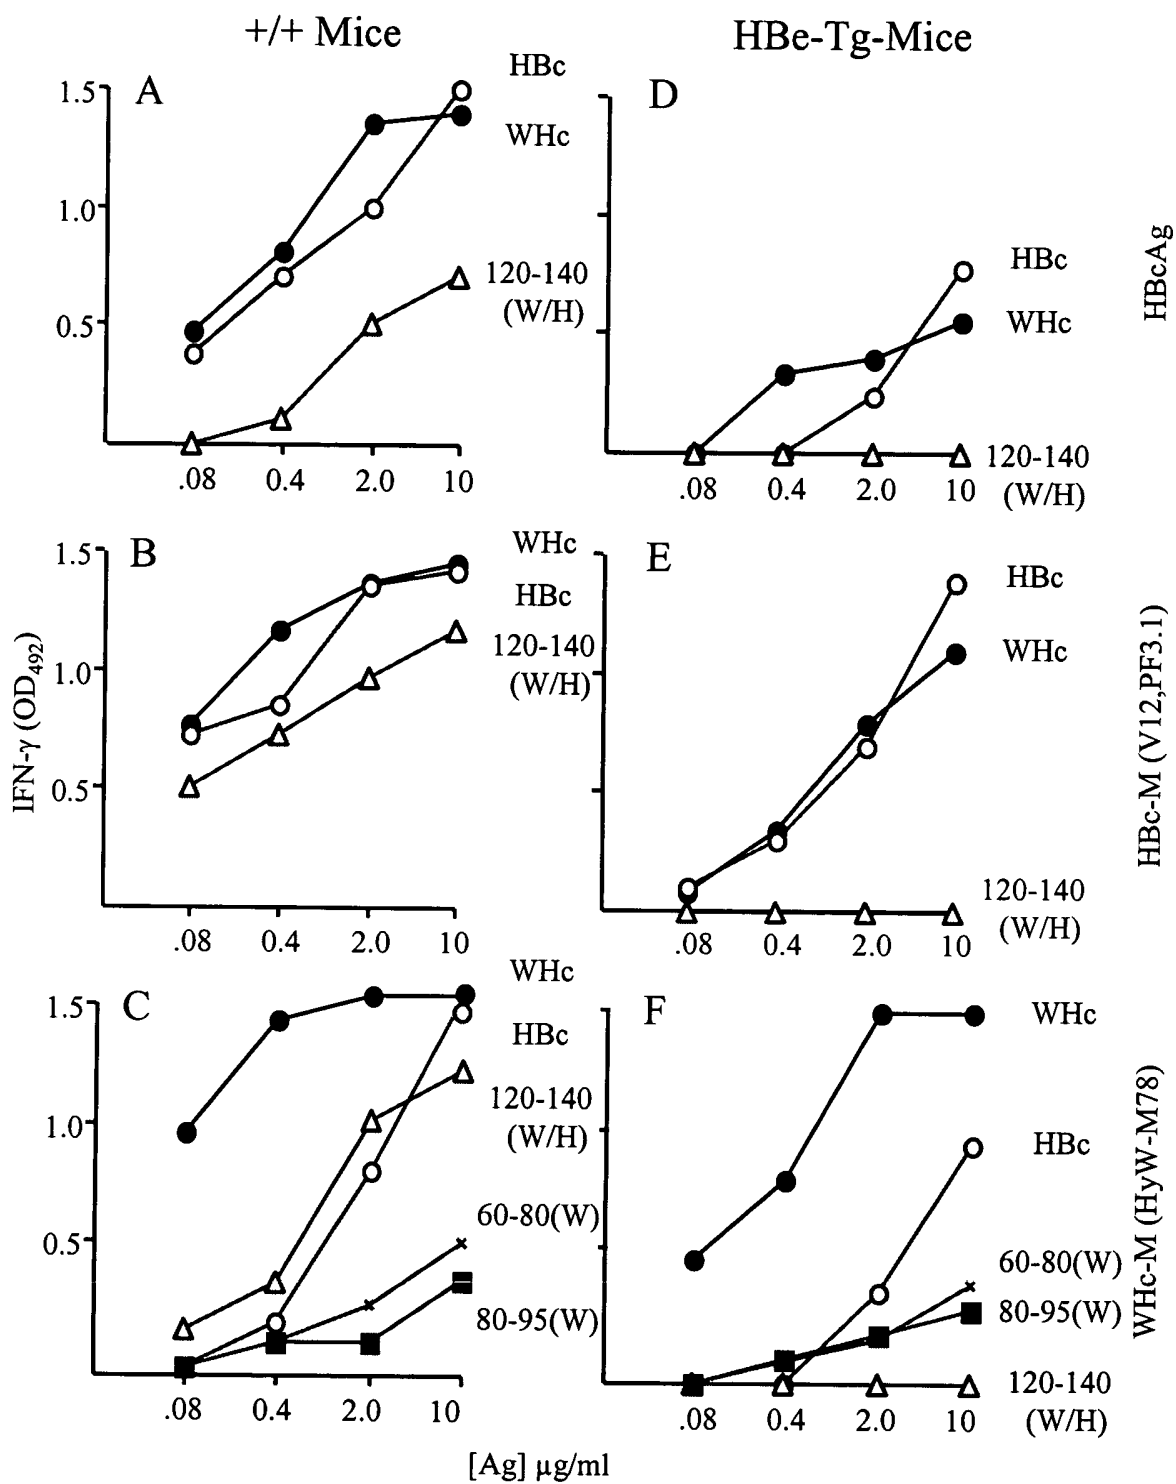 +/+ Mice
HBe-Tg-Mice
A
1.5
1.0
0.5
HBc
WHc
120-140
(W/H)
.08 0.4 2.0 10
D
HBc
WHc
120-140
(W/H)
.08 0.4 2.0 10
HBcAg
B
1.5
1.0
0.5
WHc
HBc
120-140
(W/H)
.08 0.4 2.0 10
IFN-γ (OD492)
E
HBc
WHc
120-140
(W/H)
.08 0.4 2.0 10
HBc-M (V12,PF3.1)
C
1.5
1.0
0.5
WHc
HBc
120-140
(W/H)
60-80(W)
80-95(W)
.08 0.4 2.0 10
F
WHc
HBc
60-80(W)
80-95(W)
120-140
(W/H)
.08 0.4 2.0 10
WHc-M (HyW-M78)
[Ag] μg/ml